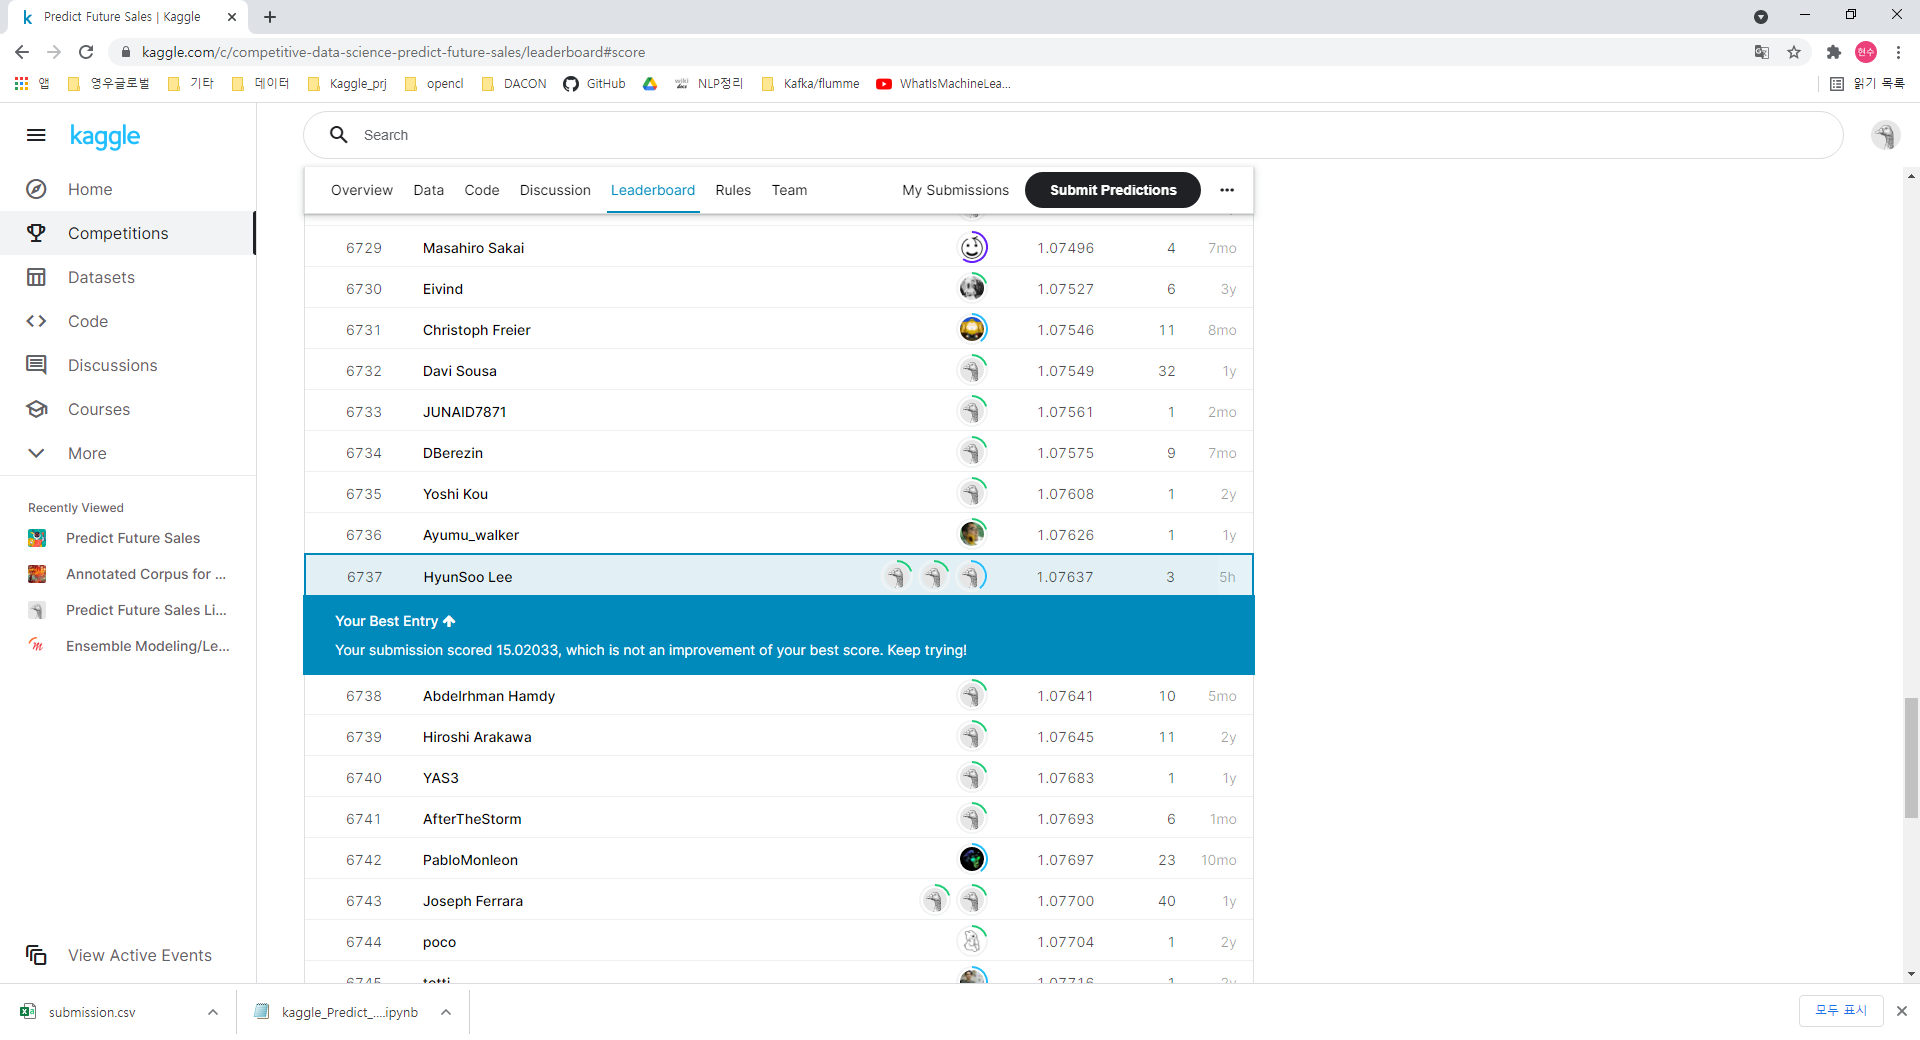 k Predict Future Sales | Kaggle
kaggle.com/c/competitive-data-science-predict-future-sales/leaderboard#score
현수
앱 영우글로벌 기타 데이터 Kaggle_prj opencl DACON GitHub NLP정리 Kafka/flumme WhatIsMachineLea... 읽기 목록
kaggle
Search
Home
Competitions
Datasets
Code
Discussions
Courses
More
Recently Viewed
Predict Future Sales
Annotated Corpus for ...
Predict Future Sales Li...
Ensemble Modeling/Le...
View Active Events
Overview Data Code Discussion Leaderboard Rules Team My Submissions Submit Predictions
6729 Masahiro Sakai 1.07496 4 7mo
6730 Eivind 1.07527 6 3y
6731 Christoph Freier 1.07546 11 8mo
6732 Davi Sousa 1.07549 32 1y
6733 JUNAID7871 1.07561 1 2mo
6734 DBerezin 1.07575 9 7mo
6735 Yoshi Kou 1.07608 1 2y
6736 Ayumu_walker 1.07626 1 1y
6737 HyunSoo Lee 1.07637 3 5h
Your Best Entry
Your submission scored 15.02033, which is not an improvement of your best score. Keep trying!
6738 Abdelrhman Hamdy 1.07641 10 5mo
6739 Hiroshi Arakawa 1.07645 11 2y
6740 YAS3 1.07683 1 1y
6741 AfterTheStorm 1.07693 6 1mo
6742 PabloMonleon 1.07697 23 10mo
6743 Joseph Ferrara 1.07700 40 1y
6744 poco 1.07704 1 2y
6745 1.07716 1 2y
submission.csv
kaggle_Predict_....ipynb
모두 표시